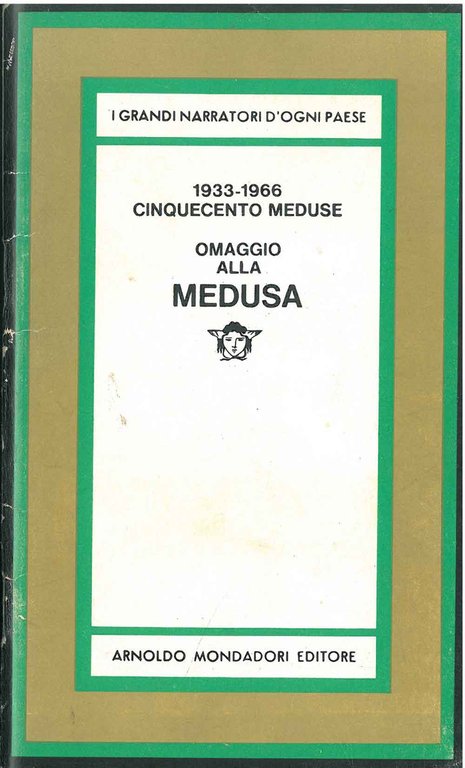 I GRANDI NARRATORI D'OGNI PAESE
1933-1966
CINQUECENTO MEDUSE
OMAGGIO
ALLA
MEDUSA
ARNOLDO MONDADORI EDITORE